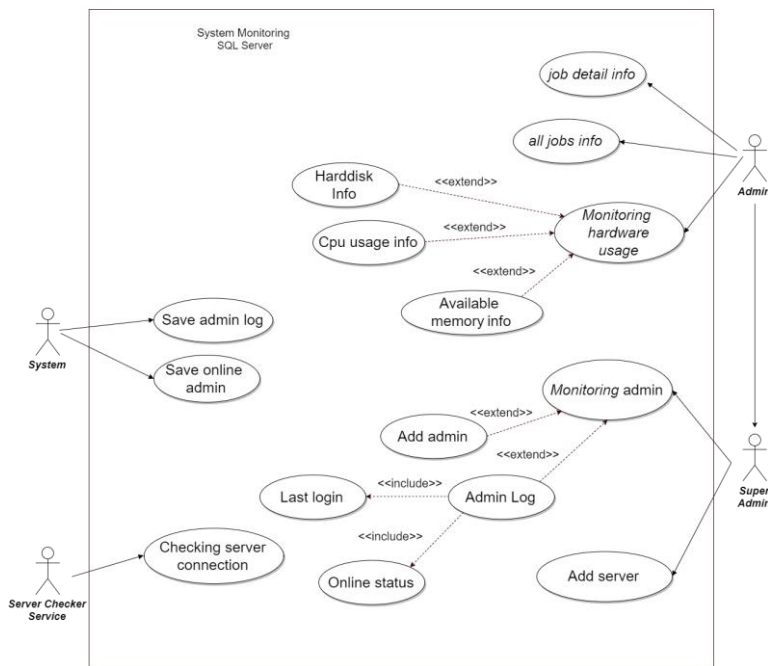 System Monitoring
SQL Server
job detail info
all jobs info
Admin
Harddisk
Info
<<extend>>
Cpu usage info
<<extend>>
Monitoring
hardware
usage
<<extend>>
Available
memory info
Save admin log
System
Save online
admin
Monitoring admin
<<extend>>
Add admin
<<extend>>
Last login
<<include>>
Admin Log
Super
Admin
<<include>>
Checking server
connection
Online status
Add server
Server Checker
Service